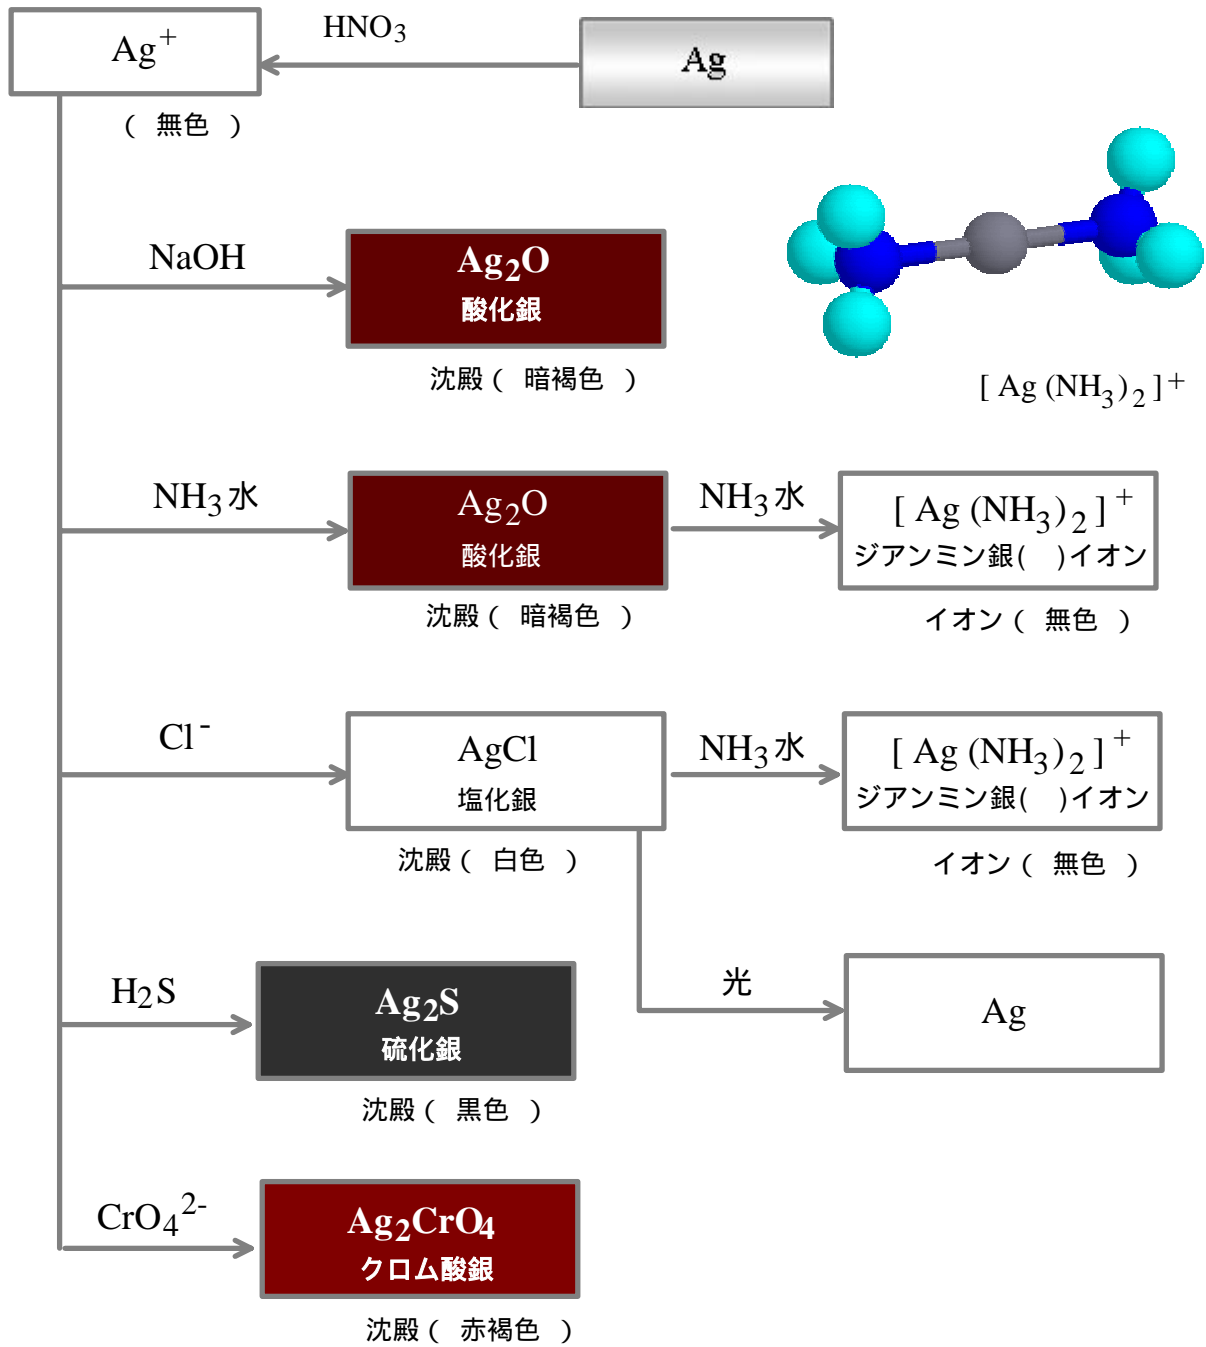 Ag⁺
HNO₃
Ag
( 無色 )
NaOH
Ag₂O
酸化銀
沈殿 ( 暗褐色 )
[ Ag (NH₃)₂ ]⁺
NH₃水
Ag₂O
酸化銀
沈殿 ( 暗褐色 )
NH₃水
[ Ag (NH₃)₂ ]⁺
ジアンミン銀( )イオン
イオン ( 無色 )
Cl⁻
AgCl
塩化銀
沈殿 ( 白色 )
NH₃水
[ Ag (NH₃)₂ ]⁺
ジアンミン銀( )イオン
イオン ( 無色 )
光
Ag
H₂S
Ag₂S
硫化銀
沈殿 ( 黒色 )
CrO₄²⁻
Ag₂CrO₄
クロム酸銀
沈殿 ( 赤褐色 )